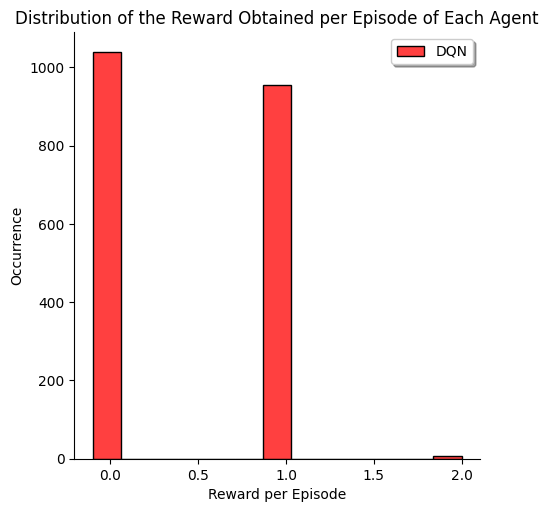 Distribution of the Reward Obtained per Episode of Each Agent
DQN
1000
800
600
400
200
0
Occurrence
0.0 0.5 1.0 1.5 2.0
Reward per Episode